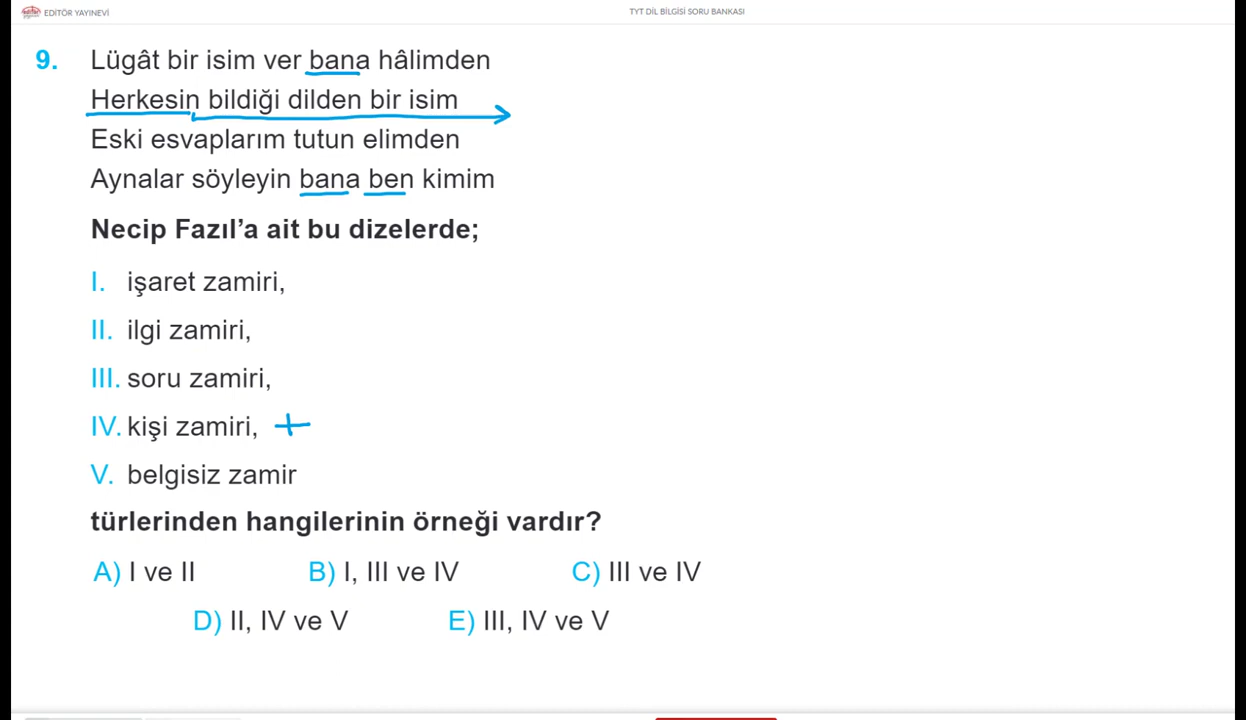 EDİTÖR YAYINEVİ
TYT DİL BİLGİSİ SORU BANKASI
9. Lügât bir isim ver bana hâlimden
Herkesin bildiği dilden bir isim
Eski esvaplarım tutun elimden
Aynalar söyleyin bana ben kimim
Necip Fazıl’a ait bu dizelerde;
I. işaret zamiri,
II. ilgi zamiri,
III. soru zamiri,
IV. kişi zamiri, +
V. belgisiz zamir
türlerinden hangilerinin örneği vardır?
A) I ve II B) I, III ve IV C) III ve IV
D) II, IV ve V E) III, IV ve V